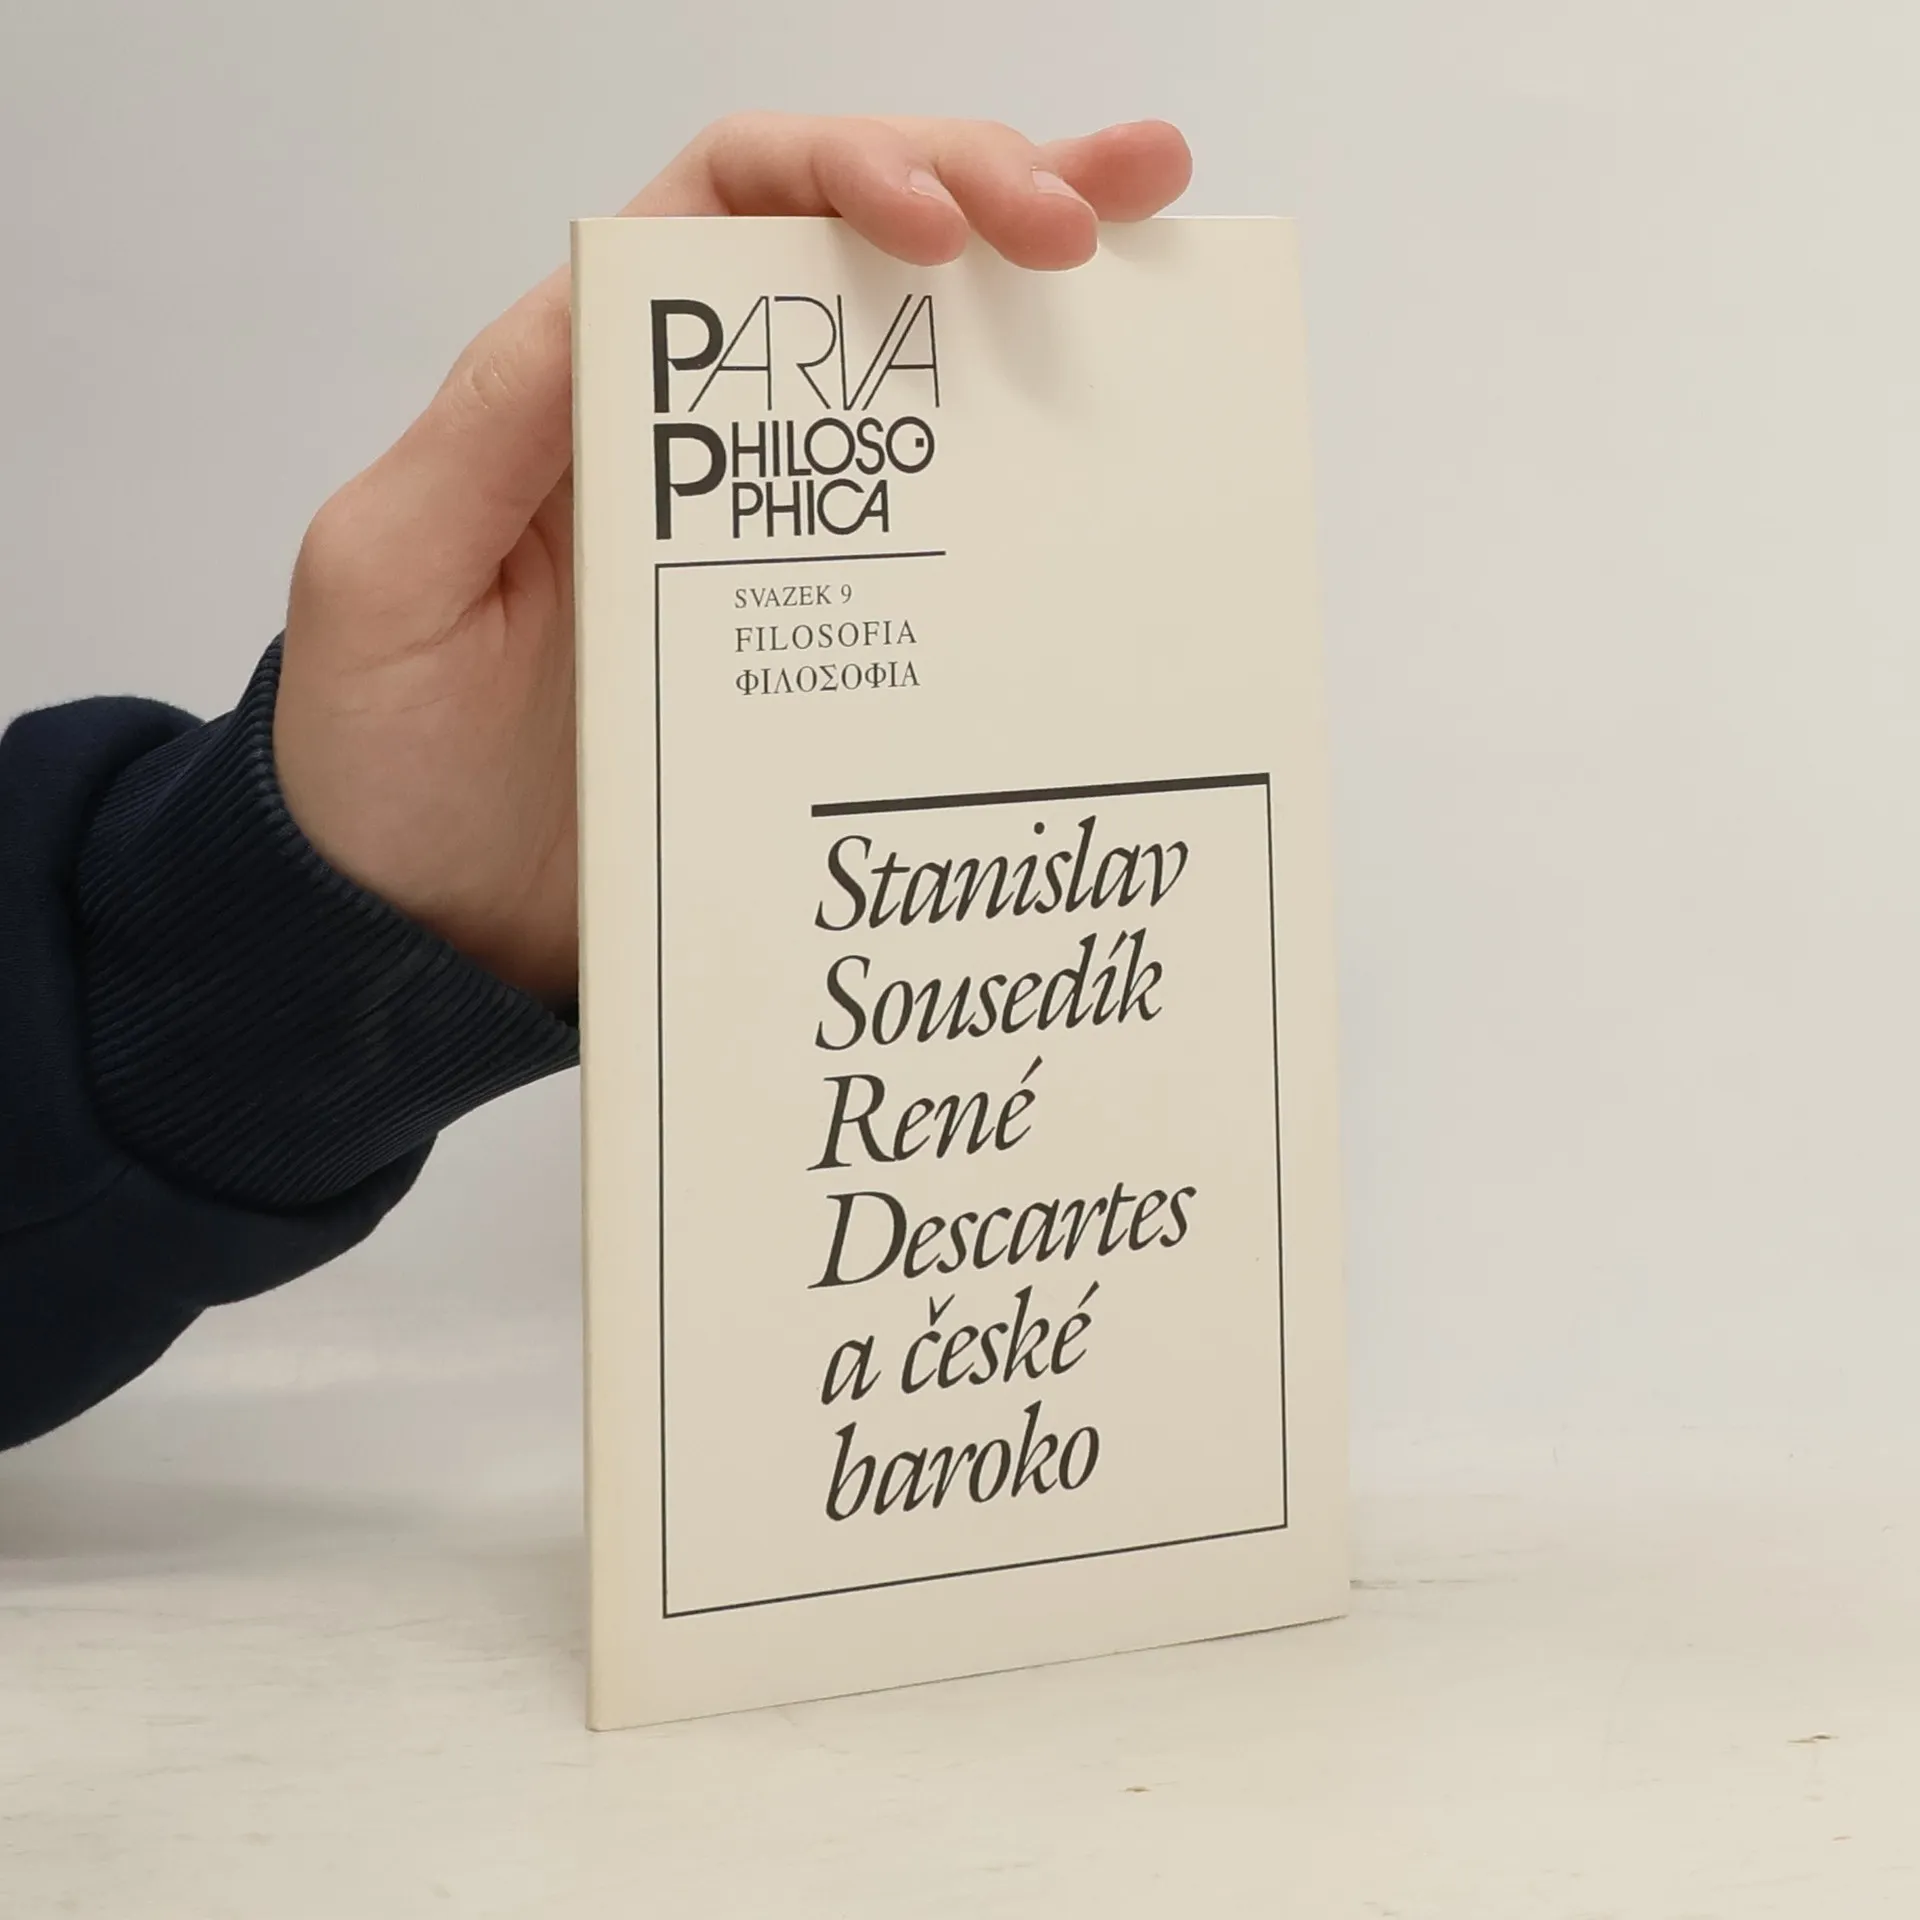 PARVA
PHILOSO
PHICA
SVAZEK 9
FILOSOFIA
ΦΙΛΟΣΟΦΙΑ
Stanislav
Sousedík
René
Descartes
a české
baroko